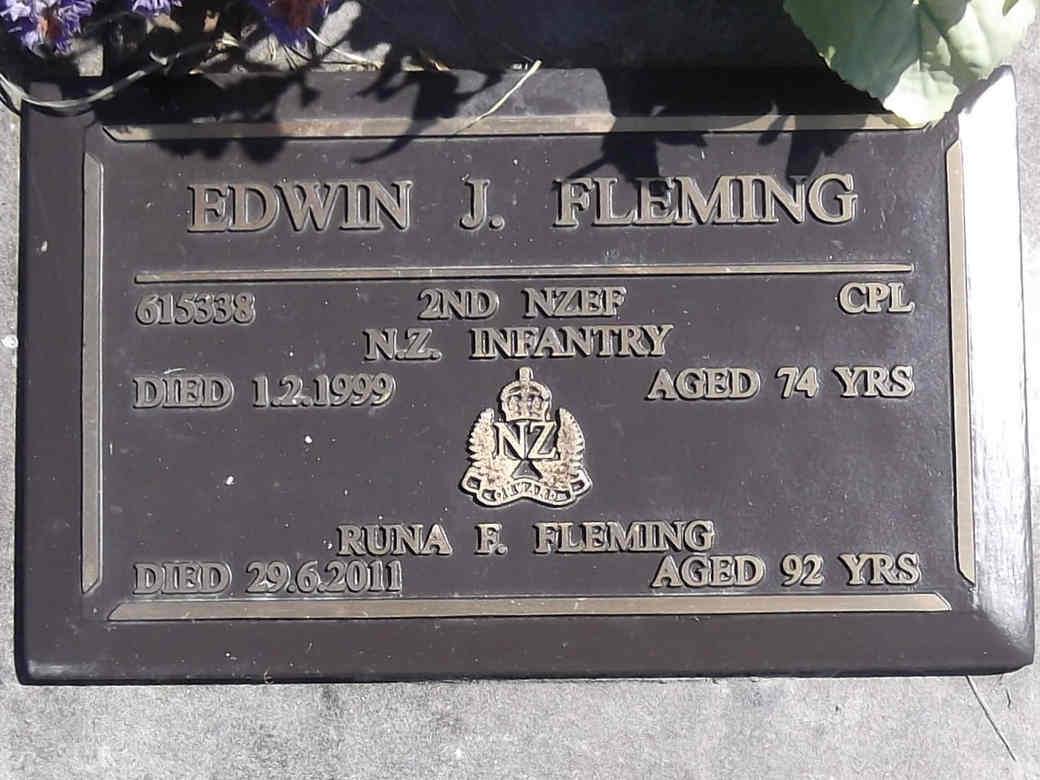 EDWIN J. FLEMING
615338 2ND NZEF CPL
N.Z. INFANTRY
DIED 1.2.1999 AGED 74 YRS
NZ
ONWARD
RUNA F. FLEMING
DIED 29.6.2011 AGED 92 YRS